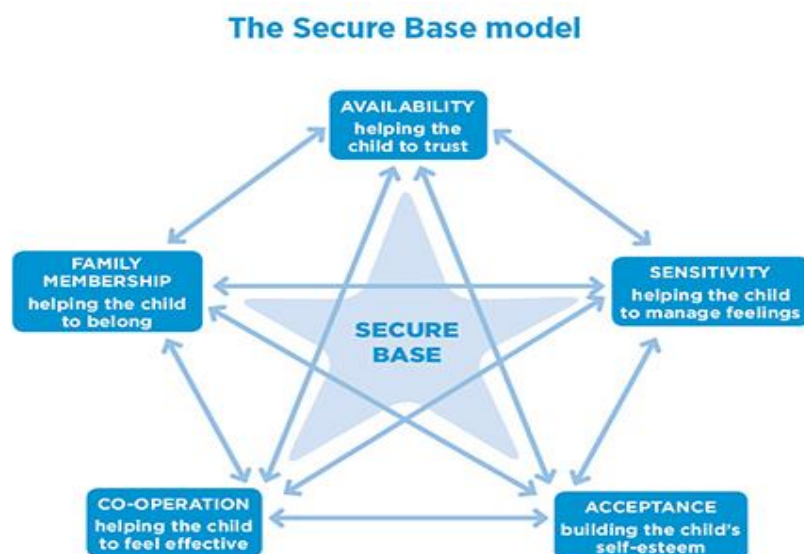 The Secure Base model
AVAILABILITY
helping the
child to trust
FAMILY
MEMBERSHIP
helping the child
to belong
SENSITIVITY
helping the child
to manage feelings
SECURE
BASE
CO-OPERATION
helping the child
to feel effective
ACCEPTANCE
building the child's
self-esteem